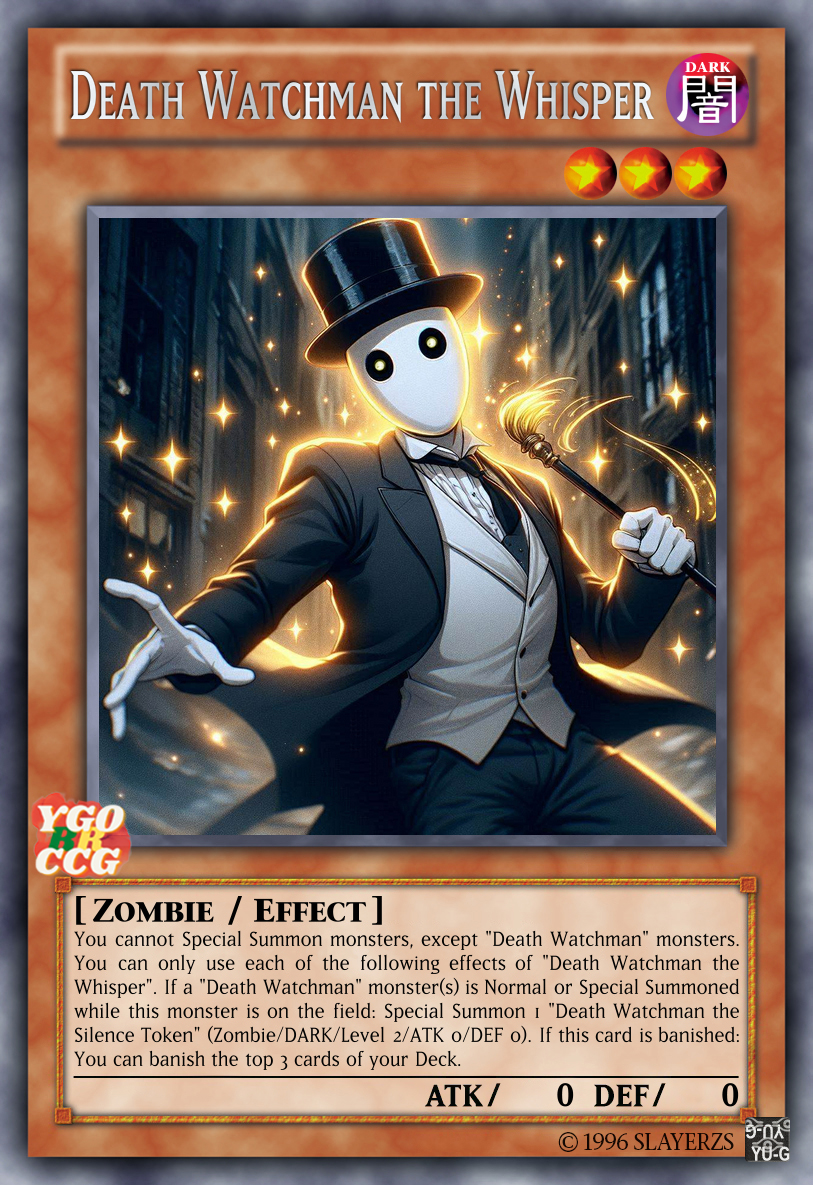 DEATH WATCHMAN THE WHISPER
DARK
闇
YGO
RR
CCG
[ ZOMBIE / EFFECT ]
You cannot Special Summon monsters, except "Death Watchman" monsters.
You can only use each of the following effects of "Death Watchman the
Whisper". If a "Death Watchman" monster(s) is Normal or Special Summoned
while this monster is on the field: Special Summon 1 "Death Watchman the
Silence Token" (Zombie/DARK/Level 2/ATK 0/DEF 0). If this card is banished:
You can banish the top 3 cards of your Deck.
ATK/ 0 DEF/ 0
© 1996 SLAYERZS
YU-G